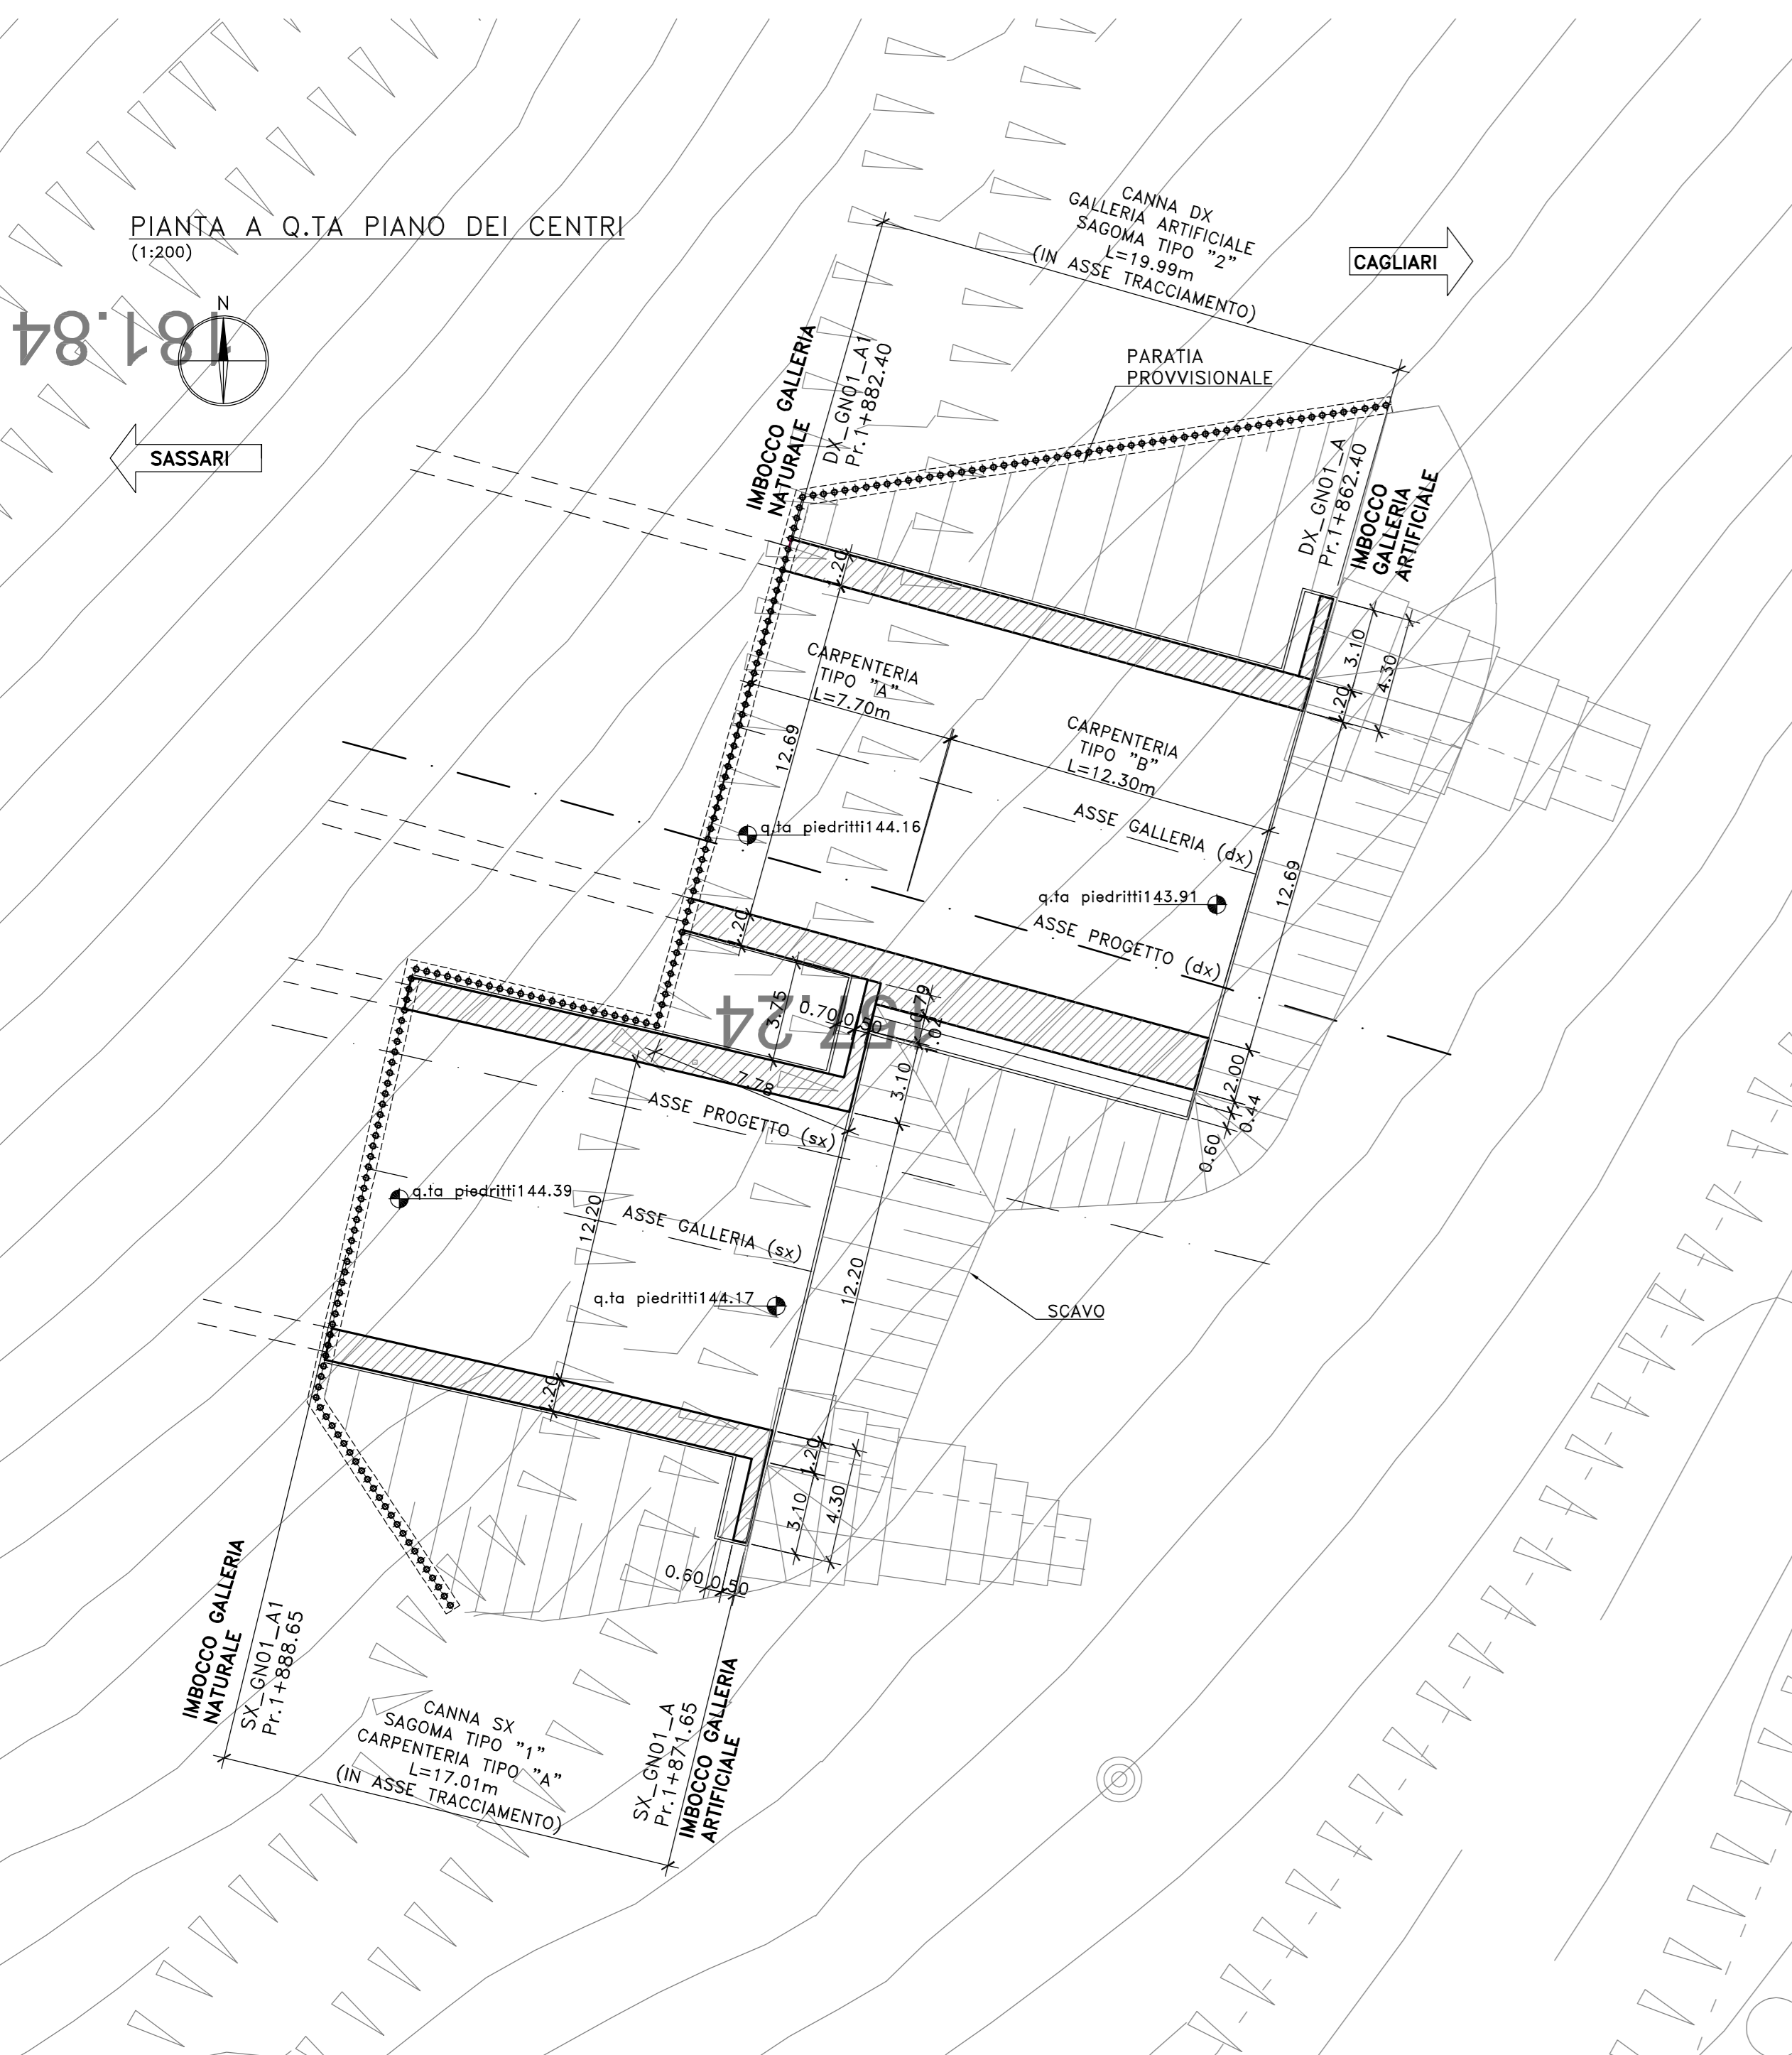 PIANTA A Q.TA PIANO DEI CENTRI
(1:200)
181.84
N
SASSARI
CAGLIARI
CANNA DX
GALLERIA ARTIFICIALE
SAGOMA TIPO "2"
L=19.99m
(IN ASSE TRACCIAMENTO)
PARATIA
PROVVISIONALE
IMBOCCO GALLERIA
NATURALE
DX_GN01_A1
Pr.1+882.40
DX_GN01_A
Pr.1+862.40
IMBOCCO
GALLERIA
ARTIFICIALE
1.20
3.10
4.30
1.20
CARPENTERIA
TIPO "A"
L=7.70m
CARPENTERIA
TIPO "B"
L=12.30m
12.69
ASSE GALLERIA (dx)
q.ta piedritti144.16
12.69
q.ta piedritti143.91
ASSE PROGETTO (dx)
1.20
3.75
157.24
0.70
0.50
0.79
1.02
3.10
2.00
0.44
0.60
7.78
ASSE PROGETTO (sx)
q.ta piedritti144.39
12.20
ASSE GALLERIA (sx)
12.20
q.ta piedritti144.17
SCAVO
1.20
1.20
3.10
4.30
0.60
0.50
IMBOCCO GALLERIA
NATURALE
SX_GN01_A1
Pr.1+888.65
CANNA SX
SAGOMA TIPO "1"
CARPENTERIA TIPO "A"
L=17.01m
(IN ASSE TRACCIAMENTO)
SX_GN01_A
Pr.1+871.65
IMBOCCO GALLERIA
ARTIFICIALE